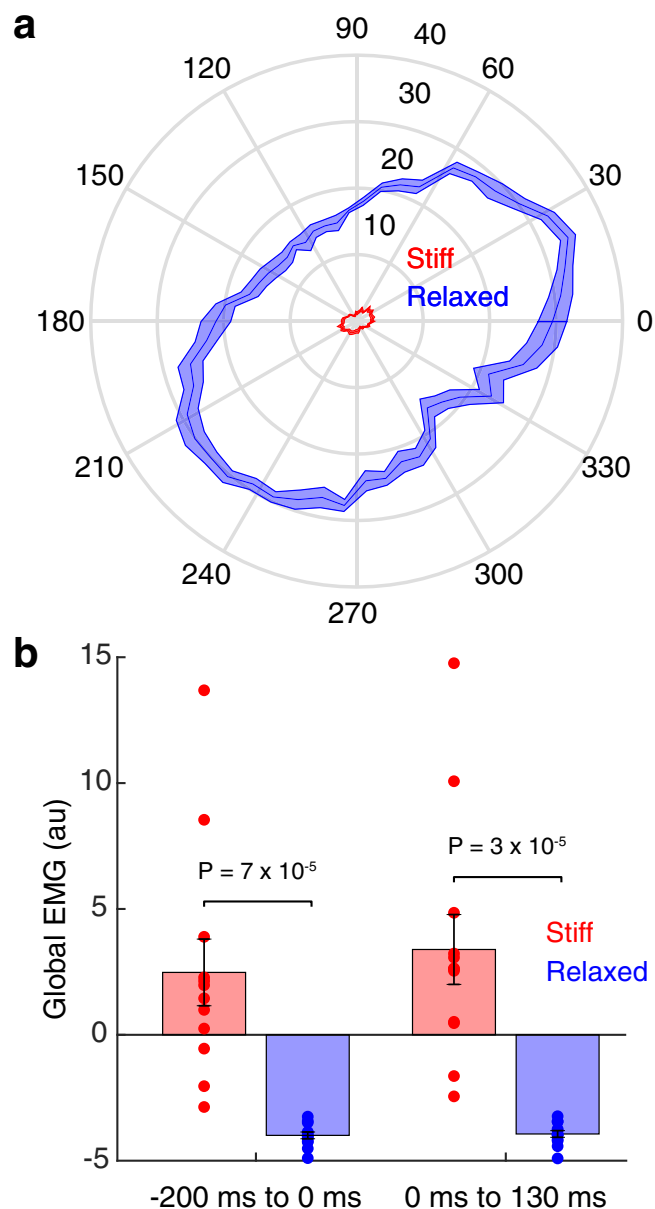 a
90
40
120
60
30
150
20
30
10
Stiff
Relaxed
180
0
210
330
240
300
270
b
15
10
P = 3 x 10⁻⁵
P = 7 x 10⁻⁵
5
Stiff
Relaxed
0
-5
Global EMG (au)
-200 ms to 0 ms 0 ms to 130 ms